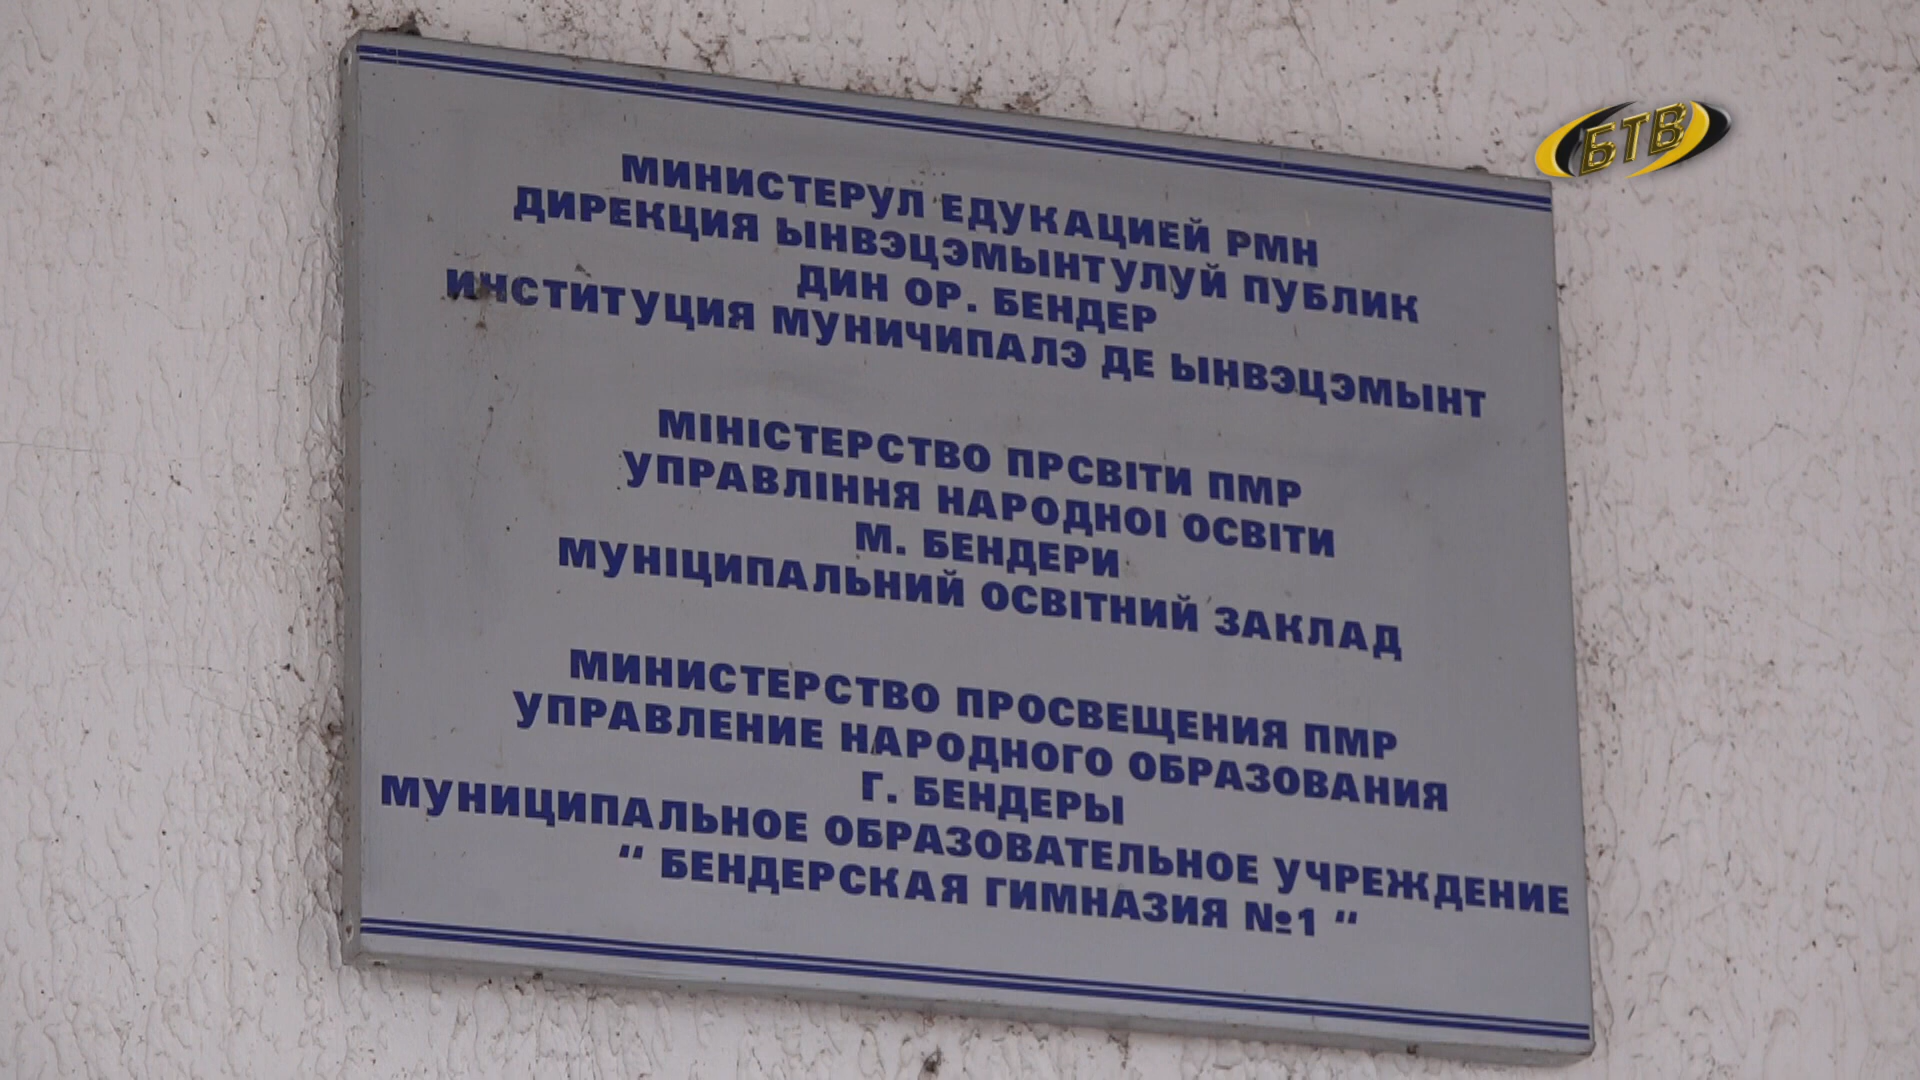 БТВ
МИНИСТЕРУЛ ЕДУКАЦИЕЙ РМН
ДИРЕКЦИЯ ЫНВЭЦЭМЫНТУЛУЙ ПУБЛИК
ДИН ОР. БЕНДЕР
ИНСТИТУЦИЯ МУНИЧИПАЛЭ ДЕ ЫНВЭЦЭМЫНТ
МІНІСТЕРСТВО ПРСВІТИ ПМР
УПРАВЛІННЯ НАРОДНОІ ОСВІТИ
М. БЕНДЕРИ
МУНІЦИПАЛЬНИЙ ОСВІТНИЙ ЗАКЛАД
МИНИСТЕРСТВО ПРОСВЕЩЕНИЯ ПМР
УПРАВЛЕНИЕ НАРОДНОГО ОБРАЗОВАНИЯ
Г. БЕНДЕРЫ
МУНИЦИПАЛЬНОЕ ОБРАЗОВАТЕЛЬНОЕ УЧРЕЖДЕНИЕ
“ БЕНДЕРСКАЯ ГИМНАЗИЯ №1 “